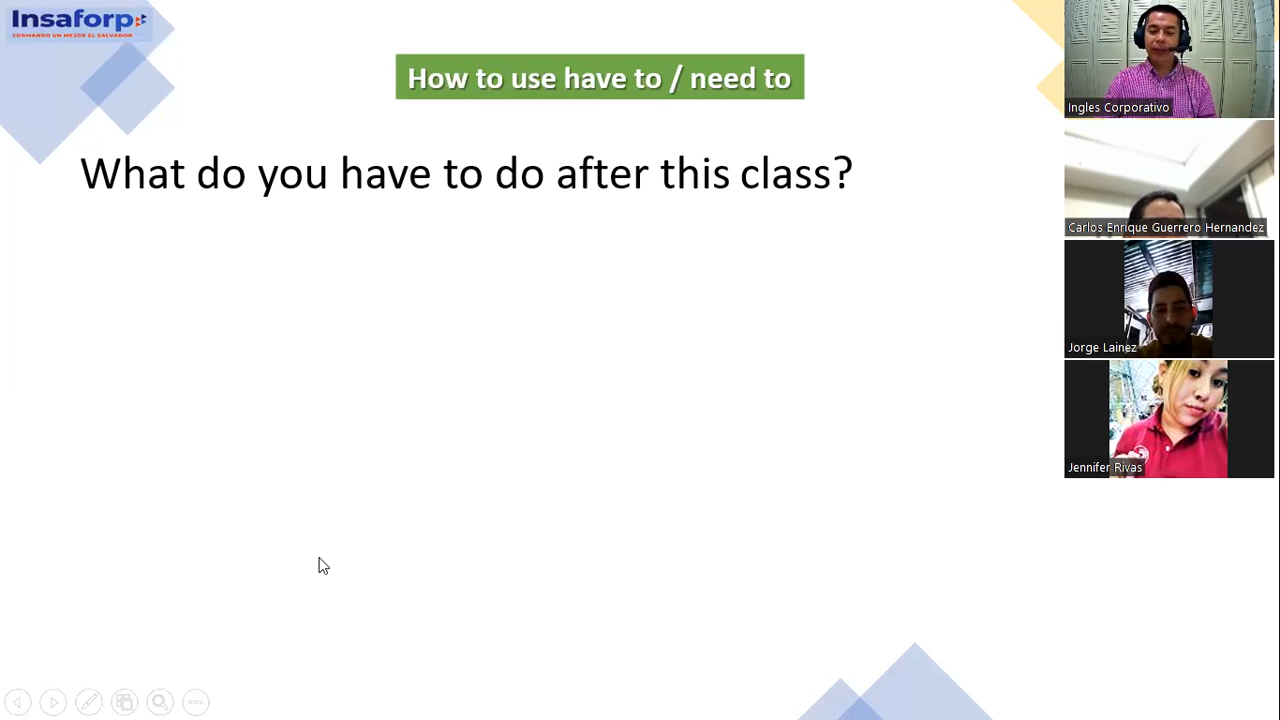 Insaforp
FORMANDO UN MEJOR EL SALVADOR
How to use have to / need to
What do you have to do after this class?
Ingles Corporativo
Carlos Enrique Guerrero Hernandez
Jorge Lainez
Jennifer Rivas